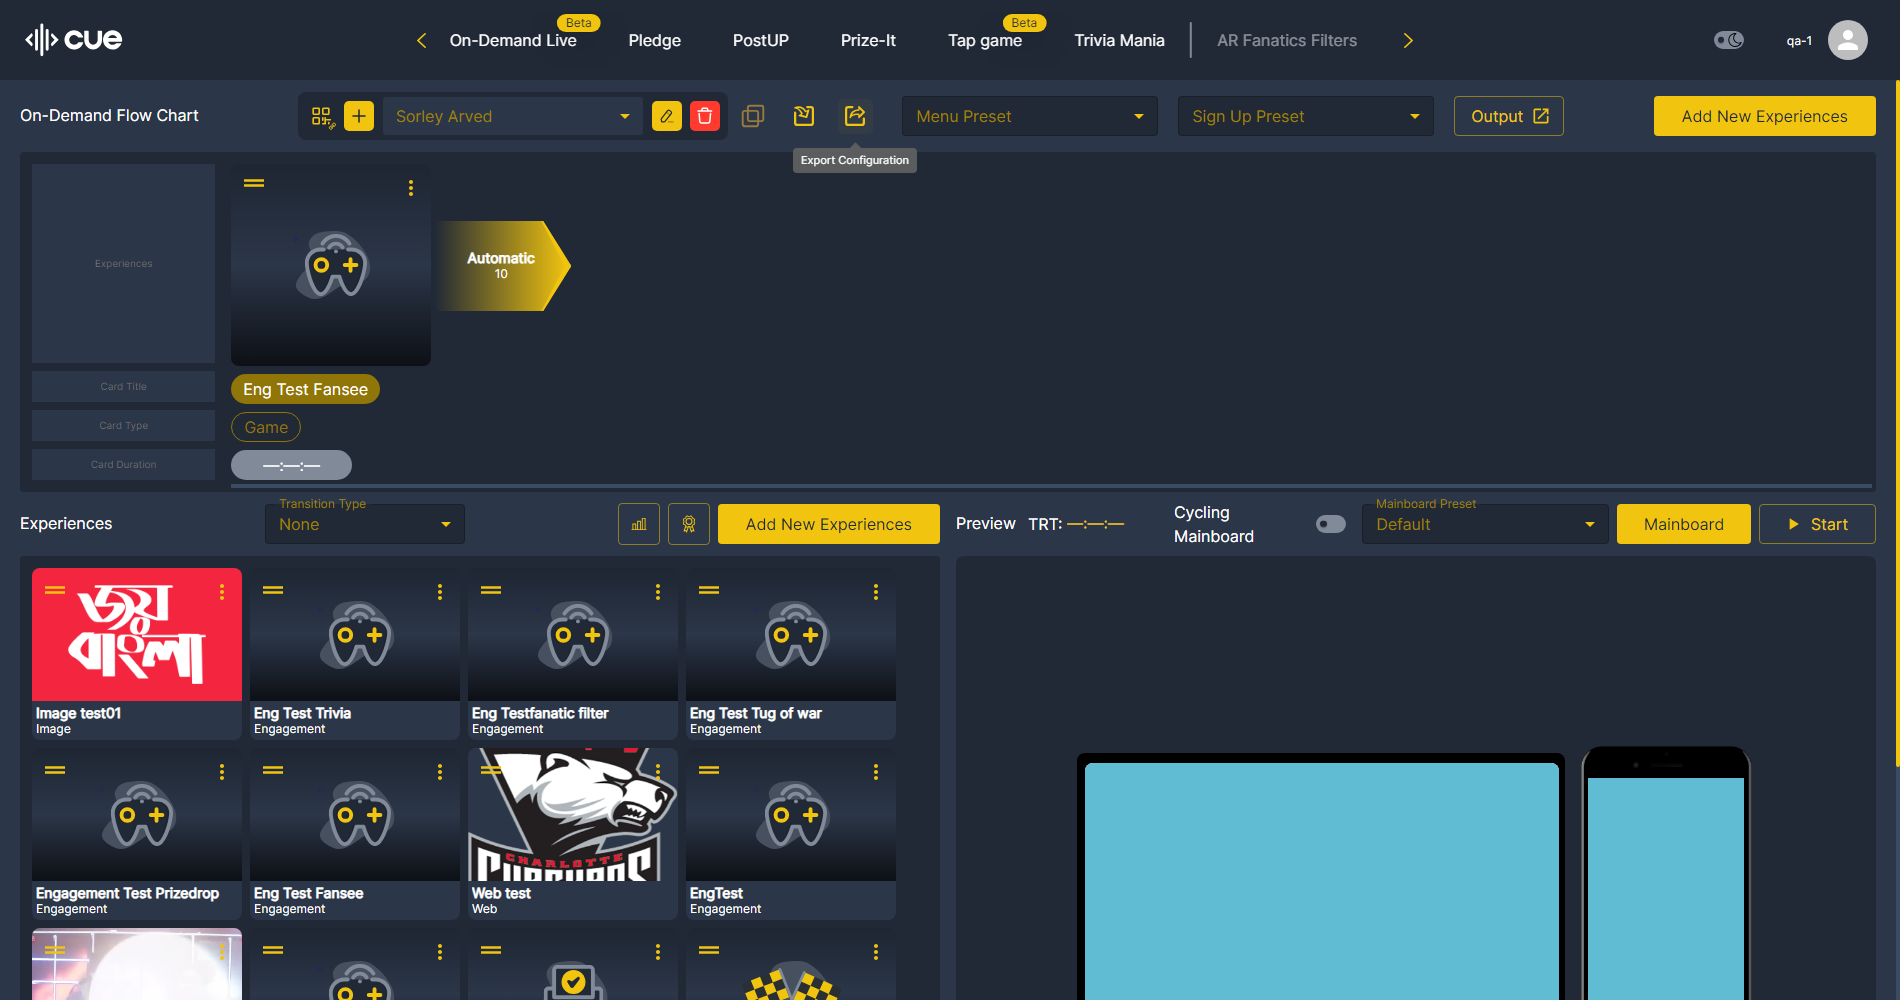 cue
Beta
On-Demand Live
Pledge
PostUP
Prize-It
Beta
Tap game
Trivia Mania
AR Fanatics Filters
qa-1
On-Demand Flow Chart
Sorley Arved
Menu Preset
Sign Up Preset
Output
Add New Experiences
Export Configuration
Experiences
Automatic
10
Card Title
Eng Test Fansee
Card Type
Game
Card Duration
—:—:—
Experiences
Transition Type
None
Add New Experiences
Preview
TRT: —:—:—
Cycling
Mainboard
Mainboard Preset
Default
Mainboard
Start
জয়
বাংলা
Image test01
Image
Eng Test Trivia
Engagement
Eng Testfanatic filter
Engagement
Eng Test Tug of war
Engagement
Engagement Test Prizedrop
Engagement
Eng Test Fansee
Engagement
CHARLOTTE
Web test
Web
EngTest
Engagement